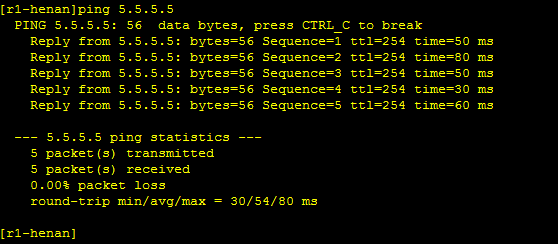 [r1-henan]ping 5.5.5.5
PING 5.5.5.5: 56  data bytes, press CTRL_C to break
Reply from 5.5.5.5: bytes=56 Sequence=1 ttl=254 time=50 ms
Reply from 5.5.5.5: bytes=56 Sequence=2 ttl=254 time=80 ms
Reply from 5.5.5.5: bytes=56 Sequence=3 ttl=254 time=50 ms
Reply from 5.5.5.5: bytes=56 Sequence=4 ttl=254 time=30 ms
Reply from 5.5.5.5: bytes=56 Sequence=5 ttl=254 time=60 ms
--- 5.5.5.5 ping statistics ---
5 packet(s) transmitted
5 packet(s) received
0.00% packet loss
round-trip min/avg/max = 30/54/80 ms
[r1-henan]